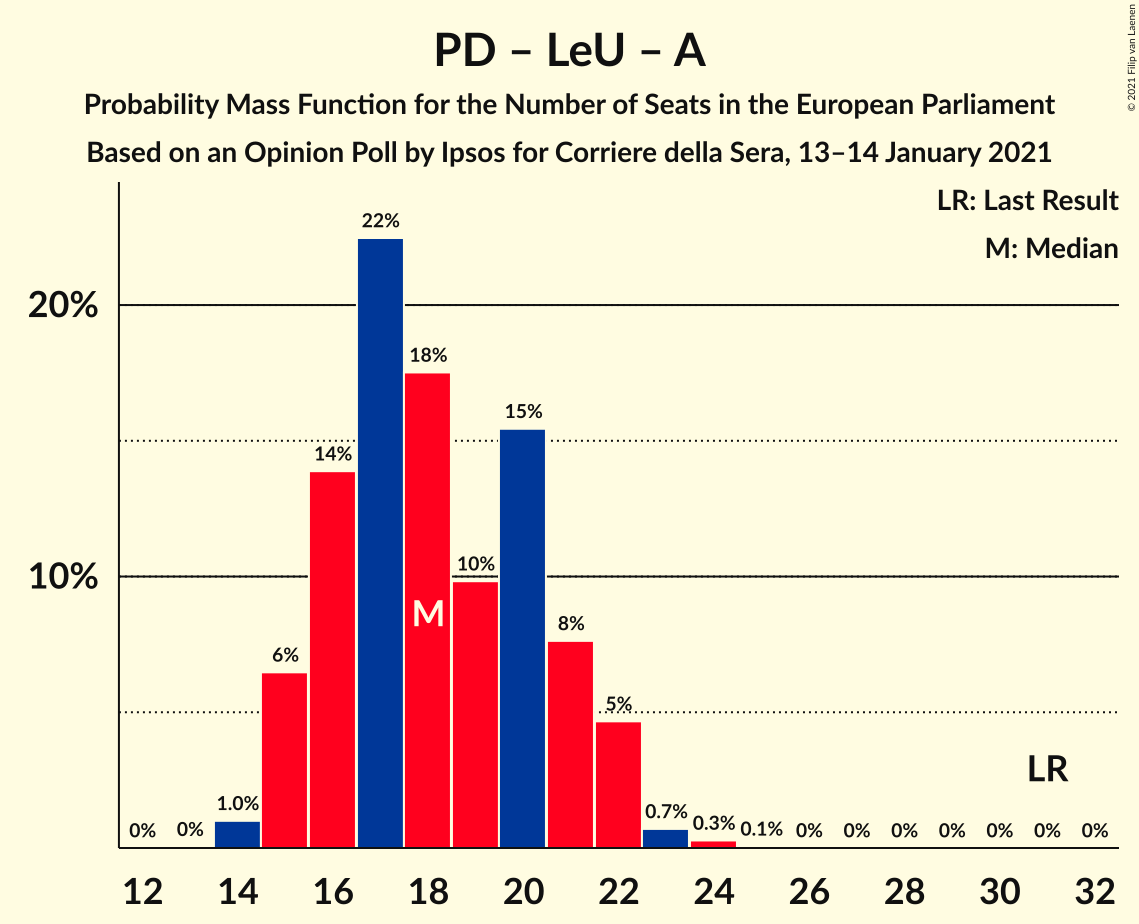 PD – LeU – A
Probability Mass Function for the Number of Seats in the European Parliament
Based on an Opinion Poll by Ipsos for Corriere della Sera, 13–14 January 2021
© 2021 Filip van Laenen
LR: Last Result
M: Median
22%
20%
18%
15%
14%
10%
10%
M
8%
6%
5%
LR
1.0%
0.7%
0.3%
0.1%
0%
0%
0%
0%
0%
0%
0%
0%
0%
12 14 16 18 20 22 24 26 28 30 32